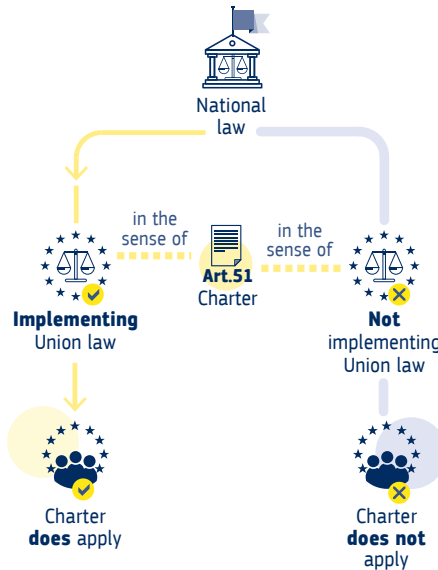 National
law
in the
sense of
in the
sense of
Art.51
Charter
Implementing
Union law
Not
implementing
Union law
Charter
does apply
Charter
does not
apply